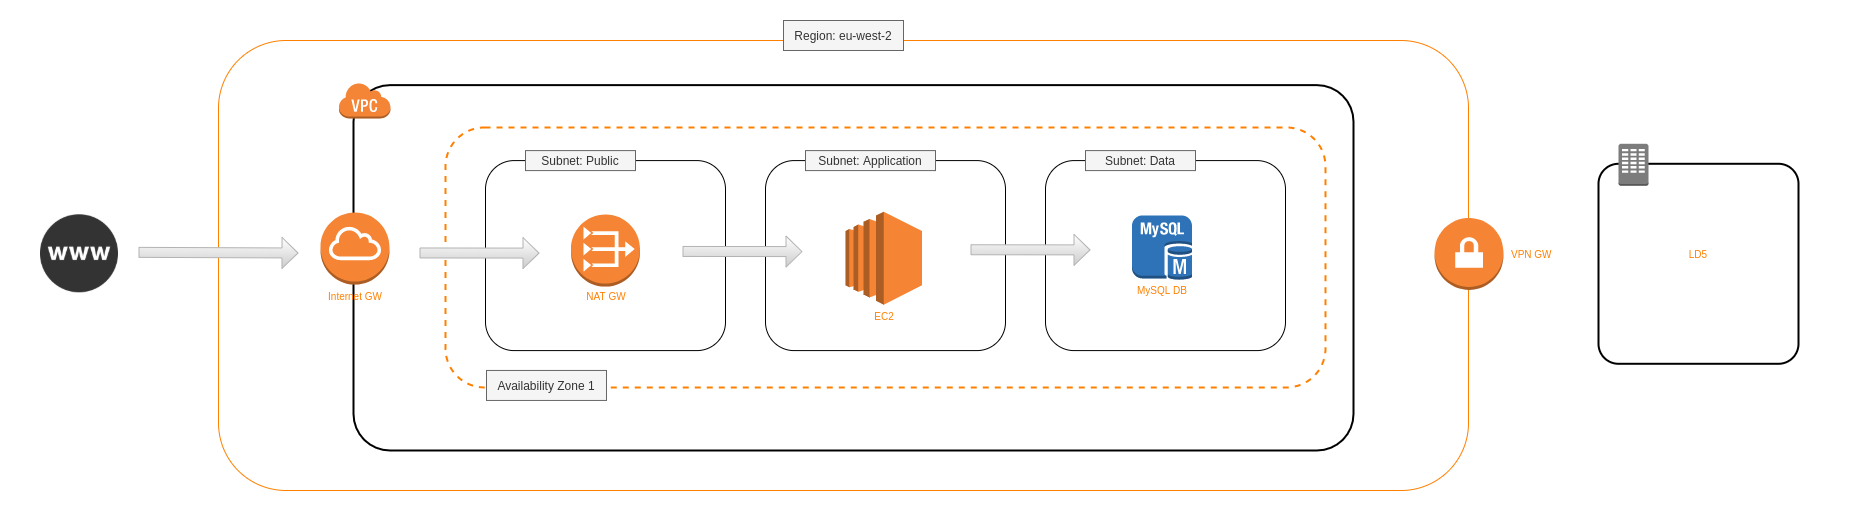 Region: eu-west-2
VPC
Subnet: Public
Subnet: Application
Subnet: Data
www
MySQL
M
Internet GW
NAT GW
EC2
MySQL DB
VPN GW
LD5
Availability Zone 1